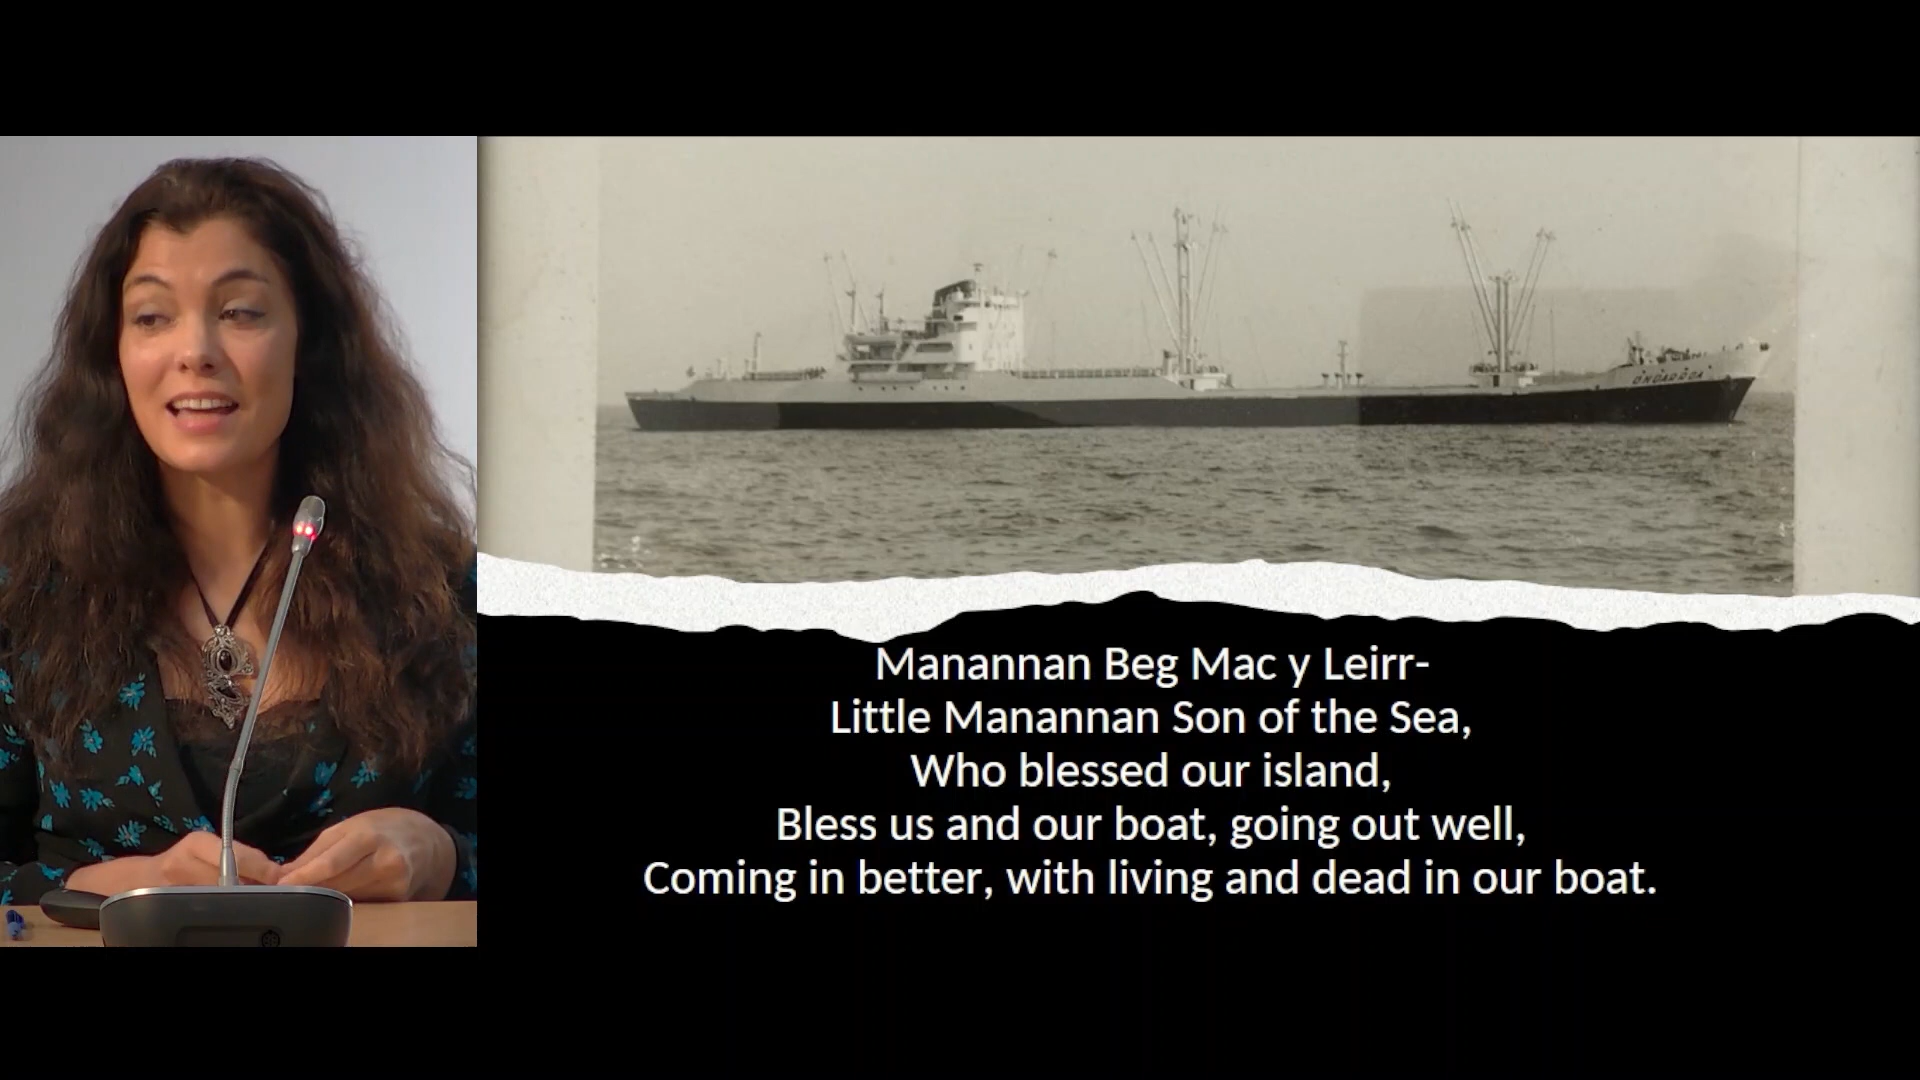 ONDARROA
Manannan Beg Mac y Leirr-
Little Manannan Son of the Sea,
Who blessed our island,
Bless us and our boat, going out well,
Coming in better, with living and dead in our boat.